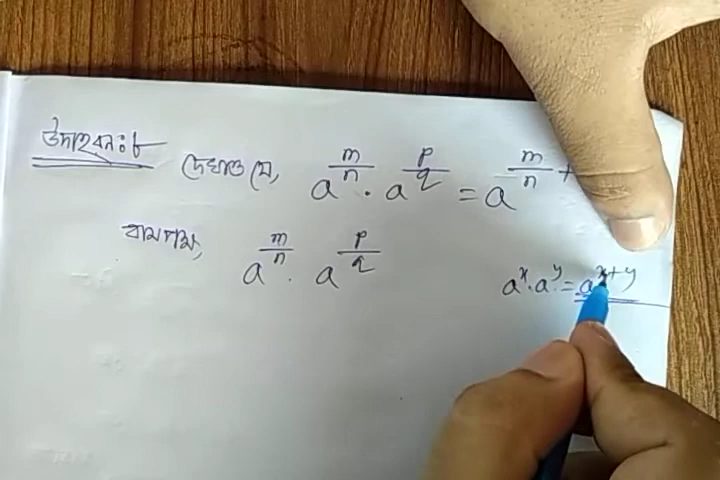 উদাহরণঃ ৮ দেখাও যে, a^{m/n} · a^{p/q} = a^{m/n +
বামপক্ষ, a^{m/n} · a^{p/q}
a^x · a^y = a^{x+y}